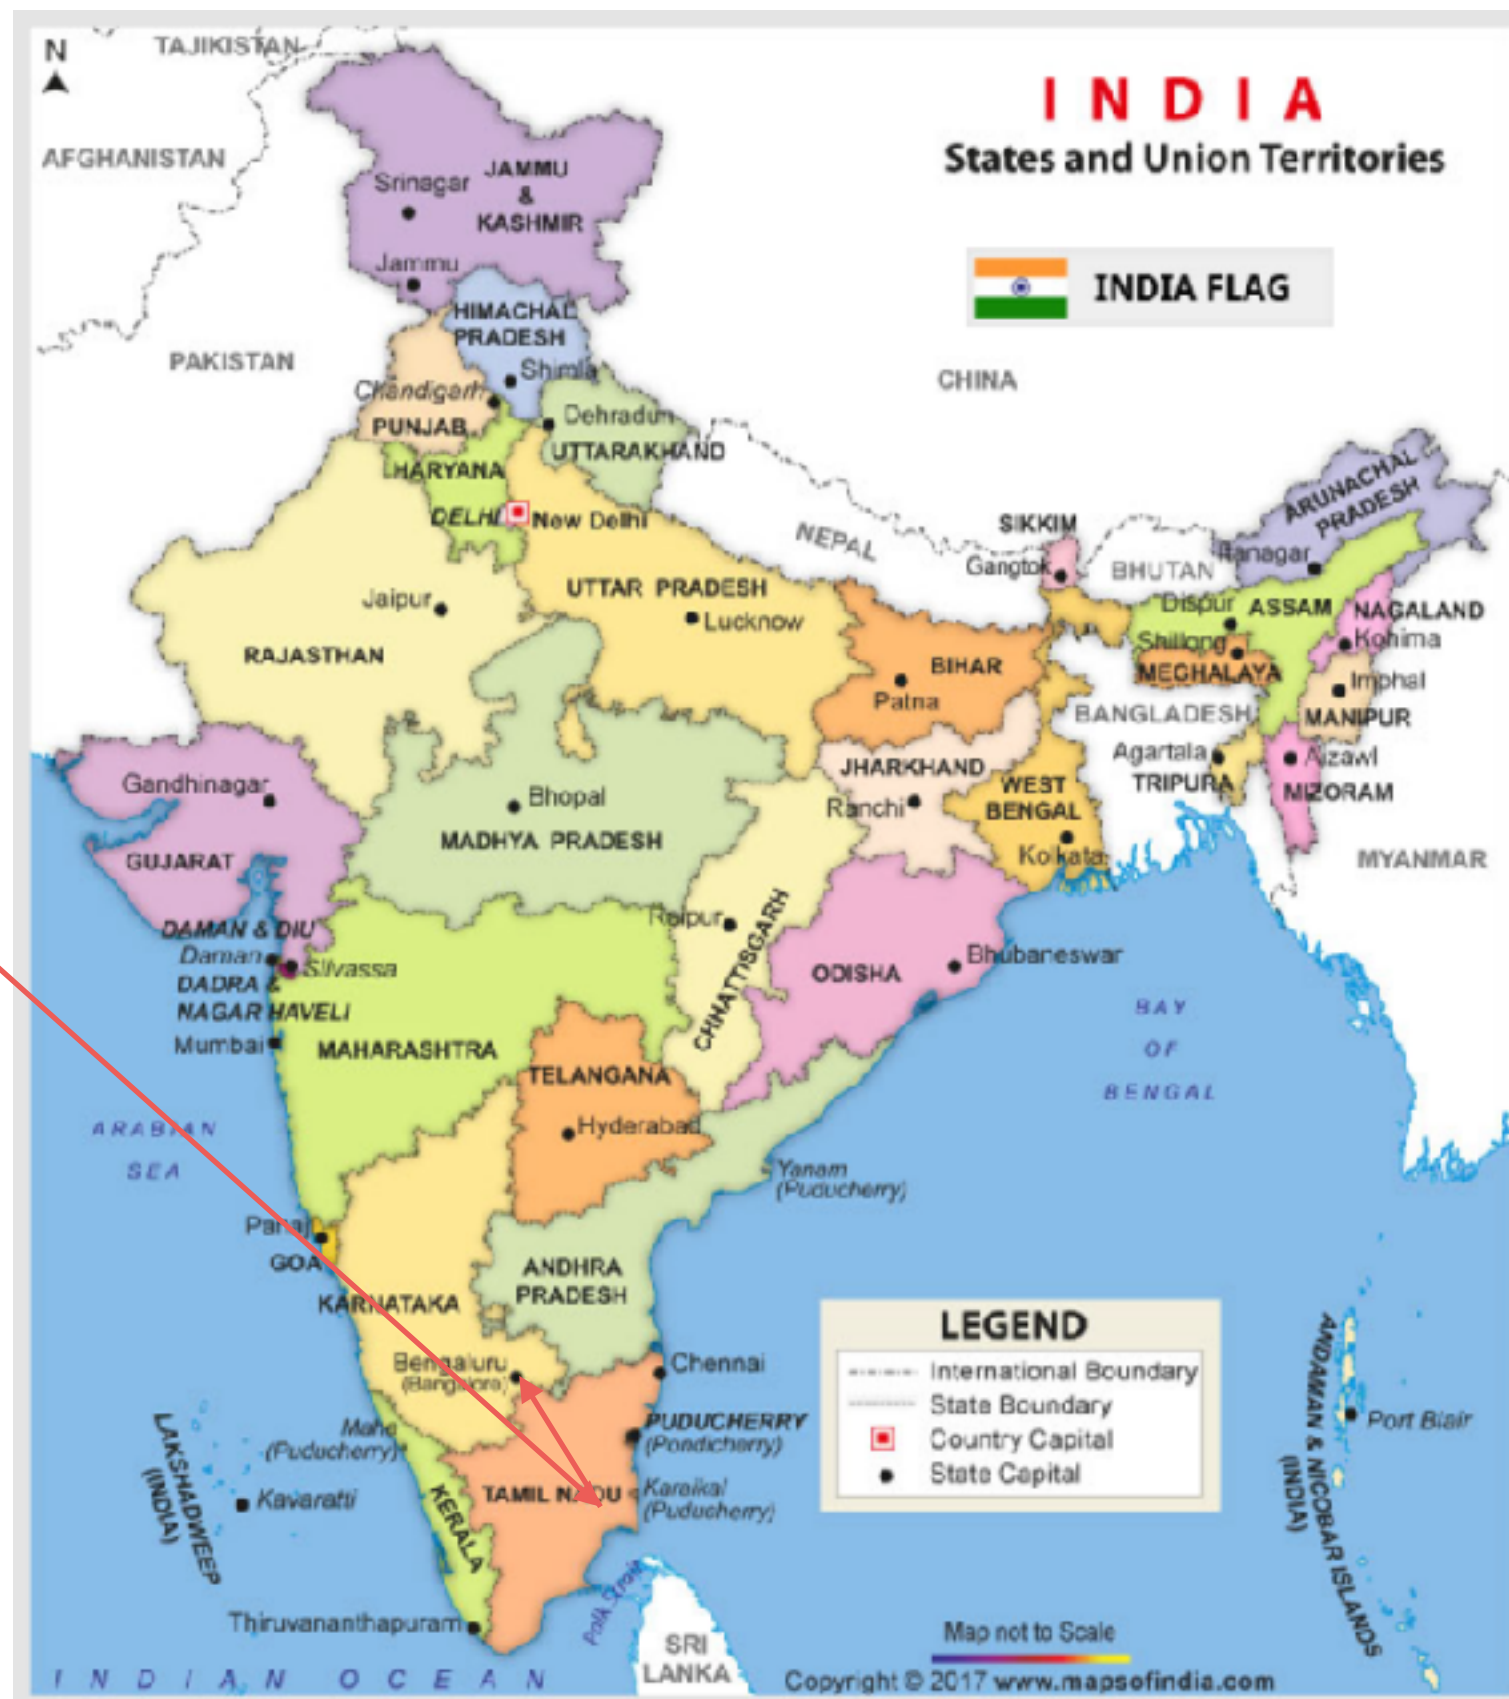 N
TAJIKISTAN
INDIA
States and Union Territories
AFGHANISTAN
JAMMU
&
KASHMIR
Srinagar
Jammu
INDIA FLAG
HIMACHAL
PRADESH
PAKISTAN
Shimla
CHINA
Chandigarh
PUNJAB
Dehradun
UTTARAKHAND
HARYANA
DELHI
New Delhi
NEPAL
SIKKIM
Gangtok
BHUTAN
ARUNACHAL
PRADESH
Itanagar
UTTAR PRADESH
Lucknow
Jaipur
RAJASTHAN
Dispur
ASSAM
NAGALAND
Shillong
Kohima
MEGHALAYA
Imphal
MANIPUR
BIHAR
Patna
BANGLADESH
Agartala
TRIPURA
Aizawl
MIZORAM
JHARKHAND
Ranchi
WEST
BENGAL
Kolkata
MYANMAR
Gandhinagar
GUJARAT
Bhopal
MADHYA PRADESH
Raipur
CHHATTISGARH
DAMAN & DIU
Daman
Silvassa
DADRA &
NAGAR HAVELI
Mumbai
MAHARASHTRA
ODISHA
Bhubaneswar
BAY
OF
BENGAL
TELANGANA
Hyderabad
ARABIAN
SEA
Yanam
(Puducherry)
Panaji
GOA
KARNATAKA
ANDHRA
PRADESH
Bengaluru
(Bangalore)
Chennai
LEGEND
International Boundary
State Boundary
Country Capital
State Capital
Mahe
(Puducherry)
PUDUCHERRY
(Pondicherry)
TAMIL NADU
Karaikal
(Puducherry)
KERALA
LAKSHADWEEP
(INDIA)
Kavaratti
ANDAMAN & NICOBAR ISLANDS
(INDIA)
Port Blair
Thiruvananthapuram
Palk Strait
SRI
LANKA
INDIAN OCEAN
Map not to Scale
Copyright © 2017 www.mapsofindia.com